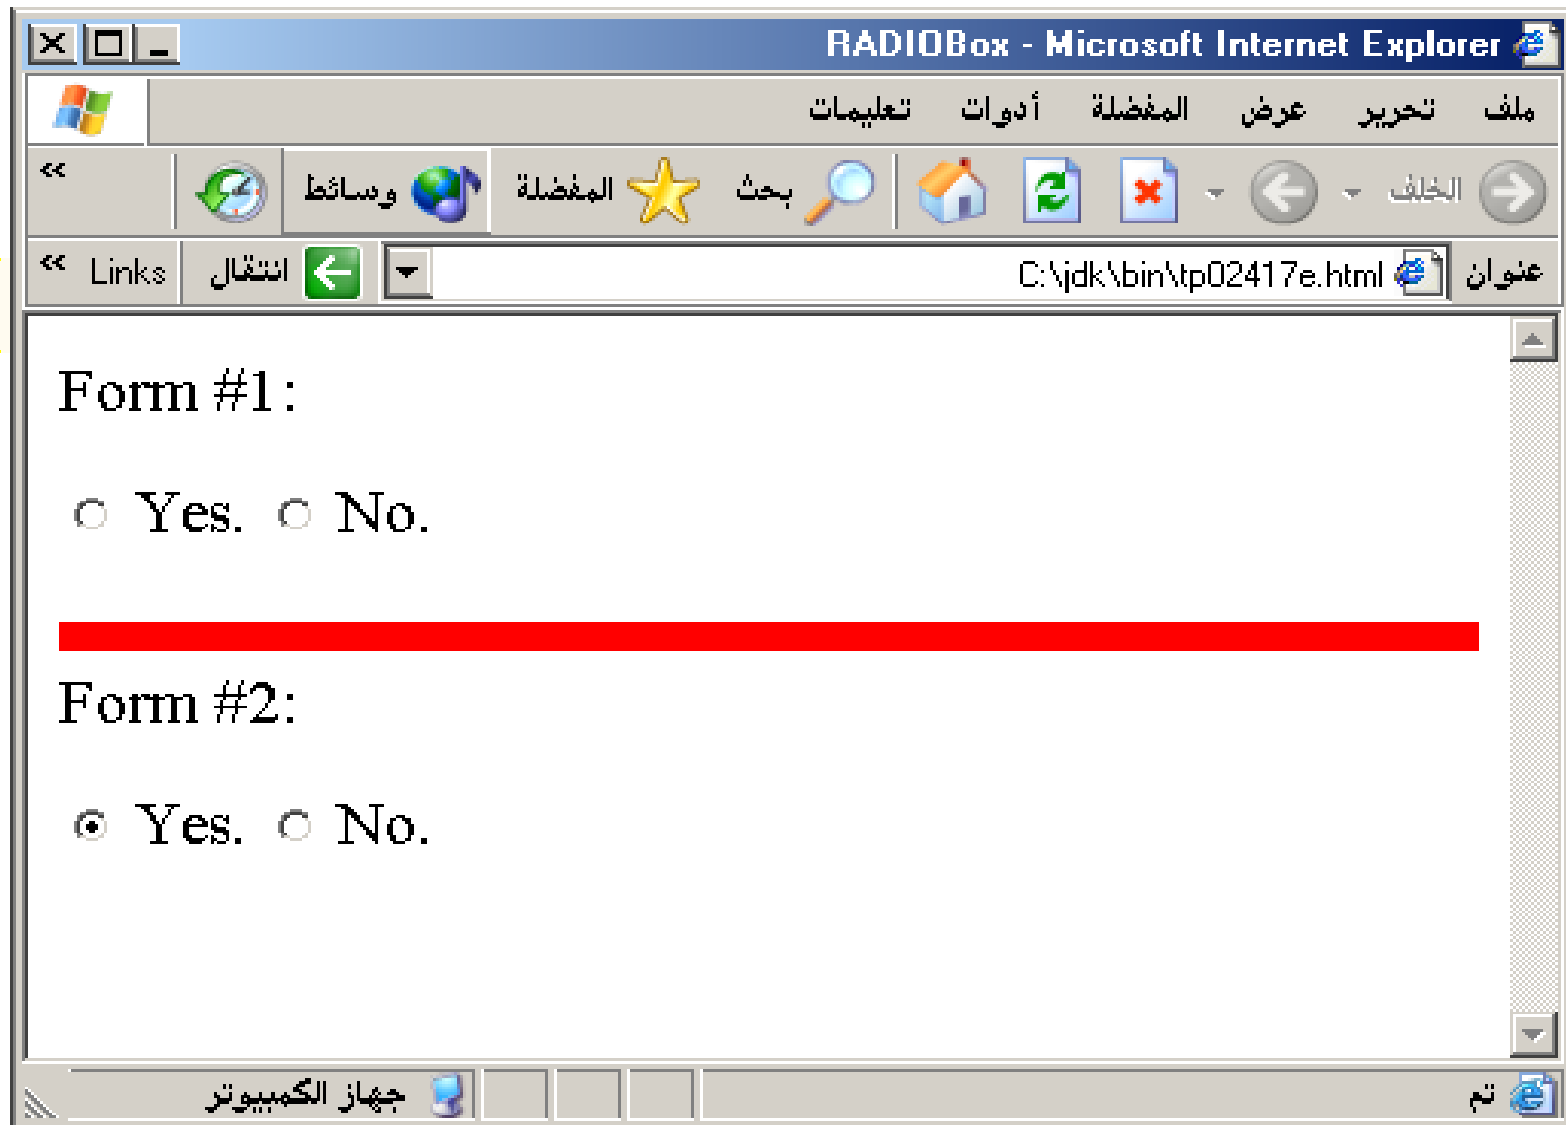 RADIOBox - Microsoft Internet Explorer
ملف تحرير عرض المفضلة أدوات تعليمات
الخلف بحث المفضلة وسائط »
عنوان C:\jdk\bin\tp02417e.html انتقال Links »
Form #1:
Yes. No.
Form #2:
Yes. No.
تم جهاز الكمبيوتر